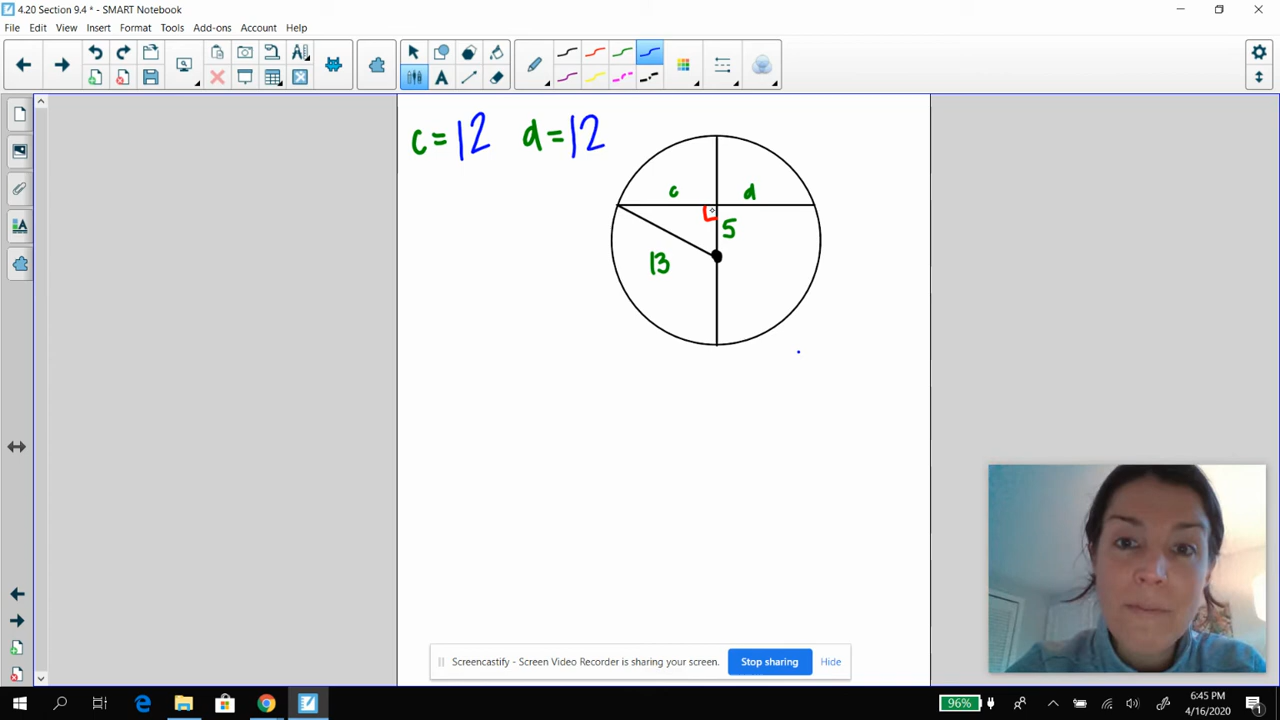 4.20 Section 9.4 * - SMART Notebook
File Edit View Insert Format Tools Add-ons Account Help
c = 12 d = 12
c d
5
13
Screencastify - Screen Video Recorder is sharing your screen. Stop sharing Hide
96% 6:45 PM
4/16/2020 1